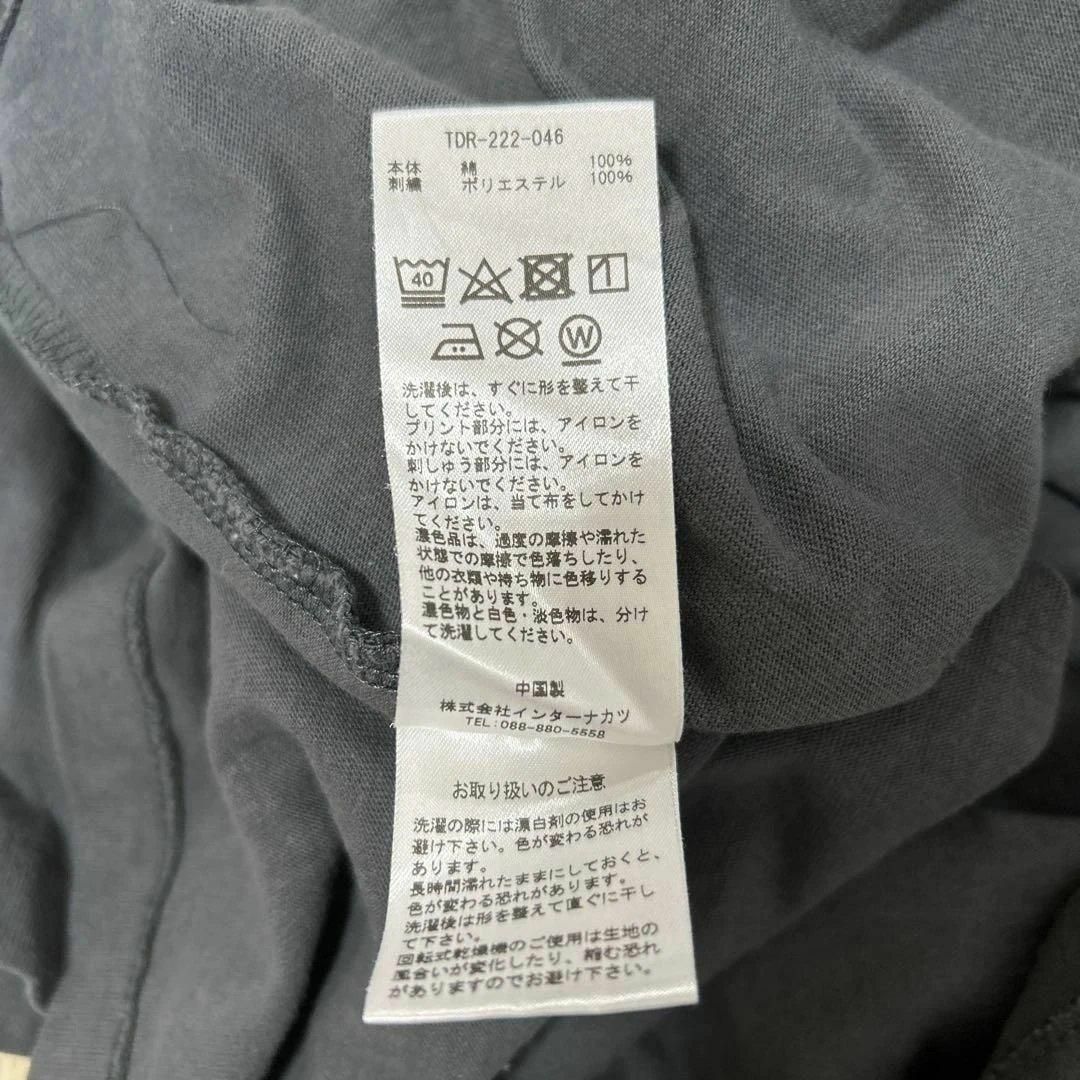 TDR-222-046
本体 綿 100%
刺繍 ポリエステル 100%
40
W
洗濯後は、すぐに形を整えて干
してください。
プリント部分には、アイロンを
かけないでください。
刺しゅう部分には、アイロンを
かけないでください。
アイロンは、当て布をしてかけ
てください。
濃色品は、過度の摩擦や濡れた
状態での摩擦で色落ちしたり、
他の衣類や持ち物に色移りする
ことがあります。
濃色物と白色・淡色物は、分け
て洗濯してください。
中国製
株式会社インターナカツ
TEL:088-880-5558
お取り扱いのご注意
洗濯の際には漂白剤の使用はお
避け下さい。色が変わる恐れが
あります。
長時間濡れたままにしておくと、
色が変わる恐れがあります。
洗濯後は形を整えて直ぐに干し
て下さい。
回転式乾燥機のご使用は生地の
風合いが変化したり、縮む恐れ
がありますのでお避け下さい。